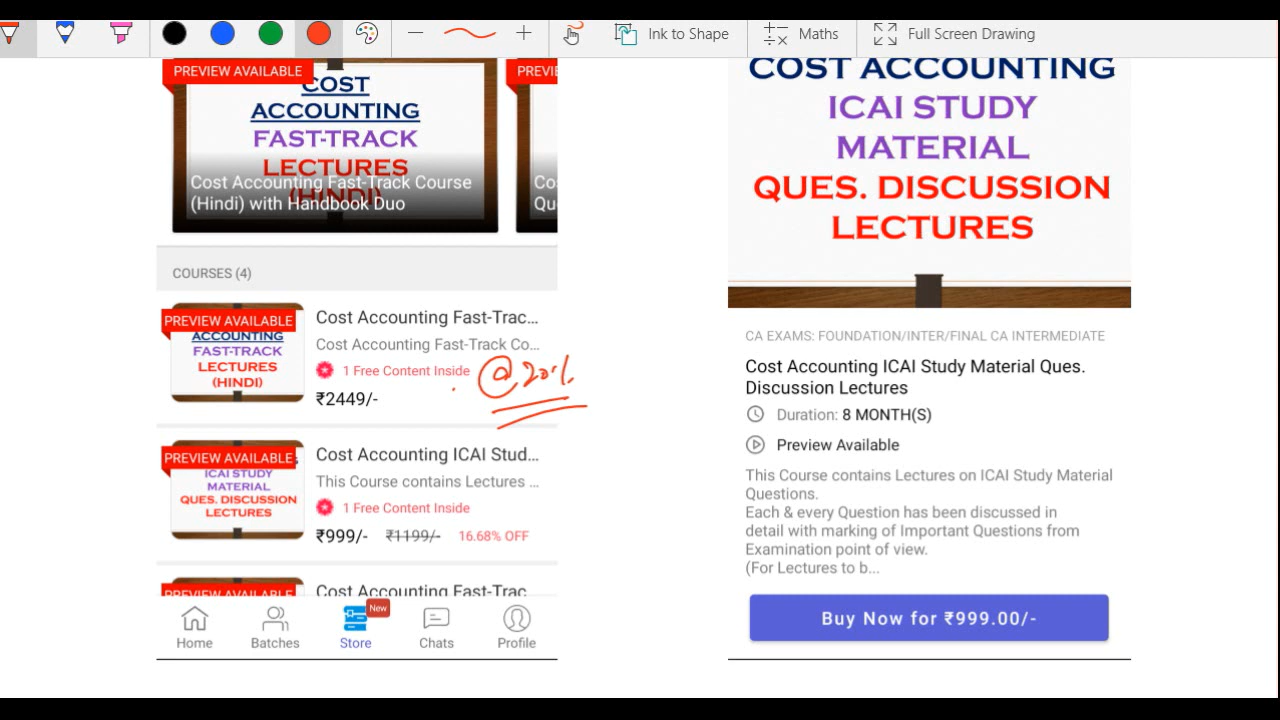 Ink to Shape
Maths
Full Screen Drawing
PREVIEW AVAILABLE
COST
ACCOUNTING
FAST-TRACK
LECTURES
(HINDI)
Cost Accounting Fast-Track Course
(Hindi) with Handbook Duo
PREVIE
Co
Qu
COURSES (4)
PREVIEW AVAILABLE
ACCOUNTING
FAST-TRACK
LECTURES
(HINDI)
Cost Accounting Fast-Trac...
Cost Accounting Fast-Track Co...
1 Free Content Inside
₹2449/-
@20%
PREVIEW AVAILABLE
ICAI STUDY
MATERIAL
QUES. DISCUSSION
LECTURES
Cost Accounting ICAI Stud...
This Course contains Lectures ...
1 Free Content Inside
₹999/- ₹1199/- 16.68% OFF
PREVIEW AVAILABLE
Cost Accounting Fast-Trac
New
Home
Batches
Store
Chats
Profile
COST ACCOUNTING
ICAI STUDY
MATERIAL
QUES. DISCUSSION
LECTURES
CA EXAMS: FOUNDATION/INTER/FINAL CA INTERMEDIATE
Cost Accounting ICAI Study Material Ques.
Discussion Lectures
Duration: 8 MONTH(S)
Preview Available
This Course contains Lectures on ICAI Study Material
Questions.
Each & every Question has been discussed in
detail with marking of Important Questions from
Examination point of view.
(For Lectures to b...
Buy Now for ₹999.00/-